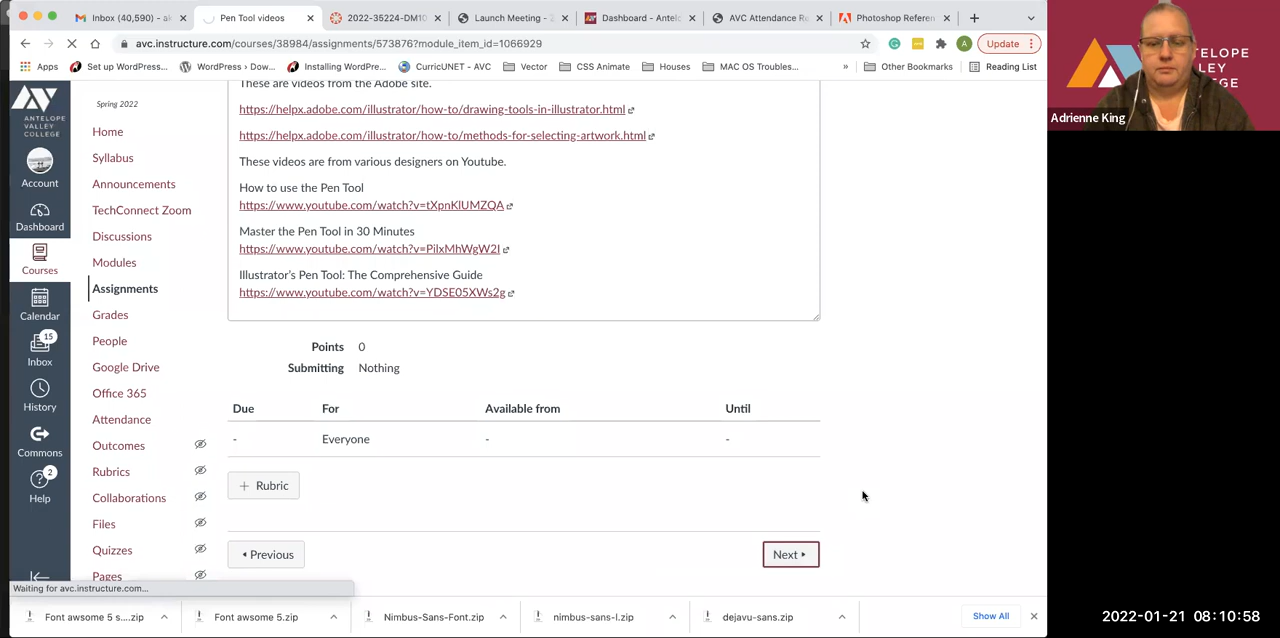 Inbox (40,590) - ak
Pen Tool videos
2022-35224-DM10
Launch Meeting - Z
Dashboard - Antelo
AVC Attendance Re
Photoshop Referen
avc.instructure.com/courses/38984/assignments/573876?module_item_id=1066929
A
Update
Apps
Set up WordPress...
WordPress › Dow...
Installing WordPre...
CurricUNET - AVC
Vector
CSS Animate
Houses
MAC OS Troubles...
»
Other Bookmarks
Reading List
ANTELOPE
VALLEY
COLLEGE
Account
Dashboard
Courses
Calendar
15
Inbox
History
Commons
2
Help
Spring 2022
Home
Syllabus
Announcements
TechConnect Zoom
Discussions
Modules
Assignments
Grades
People
Google Drive
Office 365
Attendance
Outcomes
Rubrics
Collaborations
Files
Quizzes
Pages
These are videos from the Adobe site.
https://helpx.adobe.com/illustrator/how-to/drawing-tools-in-illustrator.html
https://helpx.adobe.com/illustrator/how-to/methods-for-selecting-artwork.html
These videos are from various designers on Youtube.
How to use the Pen Tool
https://www.youtube.com/watch?v=tXpnKlUMZQA
Master the Pen Tool in 30 Minutes
https://www.youtube.com/watch?v=PilxMhWgW2I
Illustrator's Pen Tool: The Comprehensive Guide
https://www.youtube.com/watch?v=YDSE05XWs2g
Points 0
Submitting Nothing
Due For Available from Until
- Everyone - -
+ Rubric
Previous
Next
Waiting for avc.instructure.com...
Font awsome 5 s....zip
Font awsome 5.zip
Nimbus-Sans-Font.zip
nimbus-sans-l.zip
dejavu-sans.zip
Show All
NTELOPE
LLEY
LLEGE
Adrienne King
2022-01-21 08:10:58